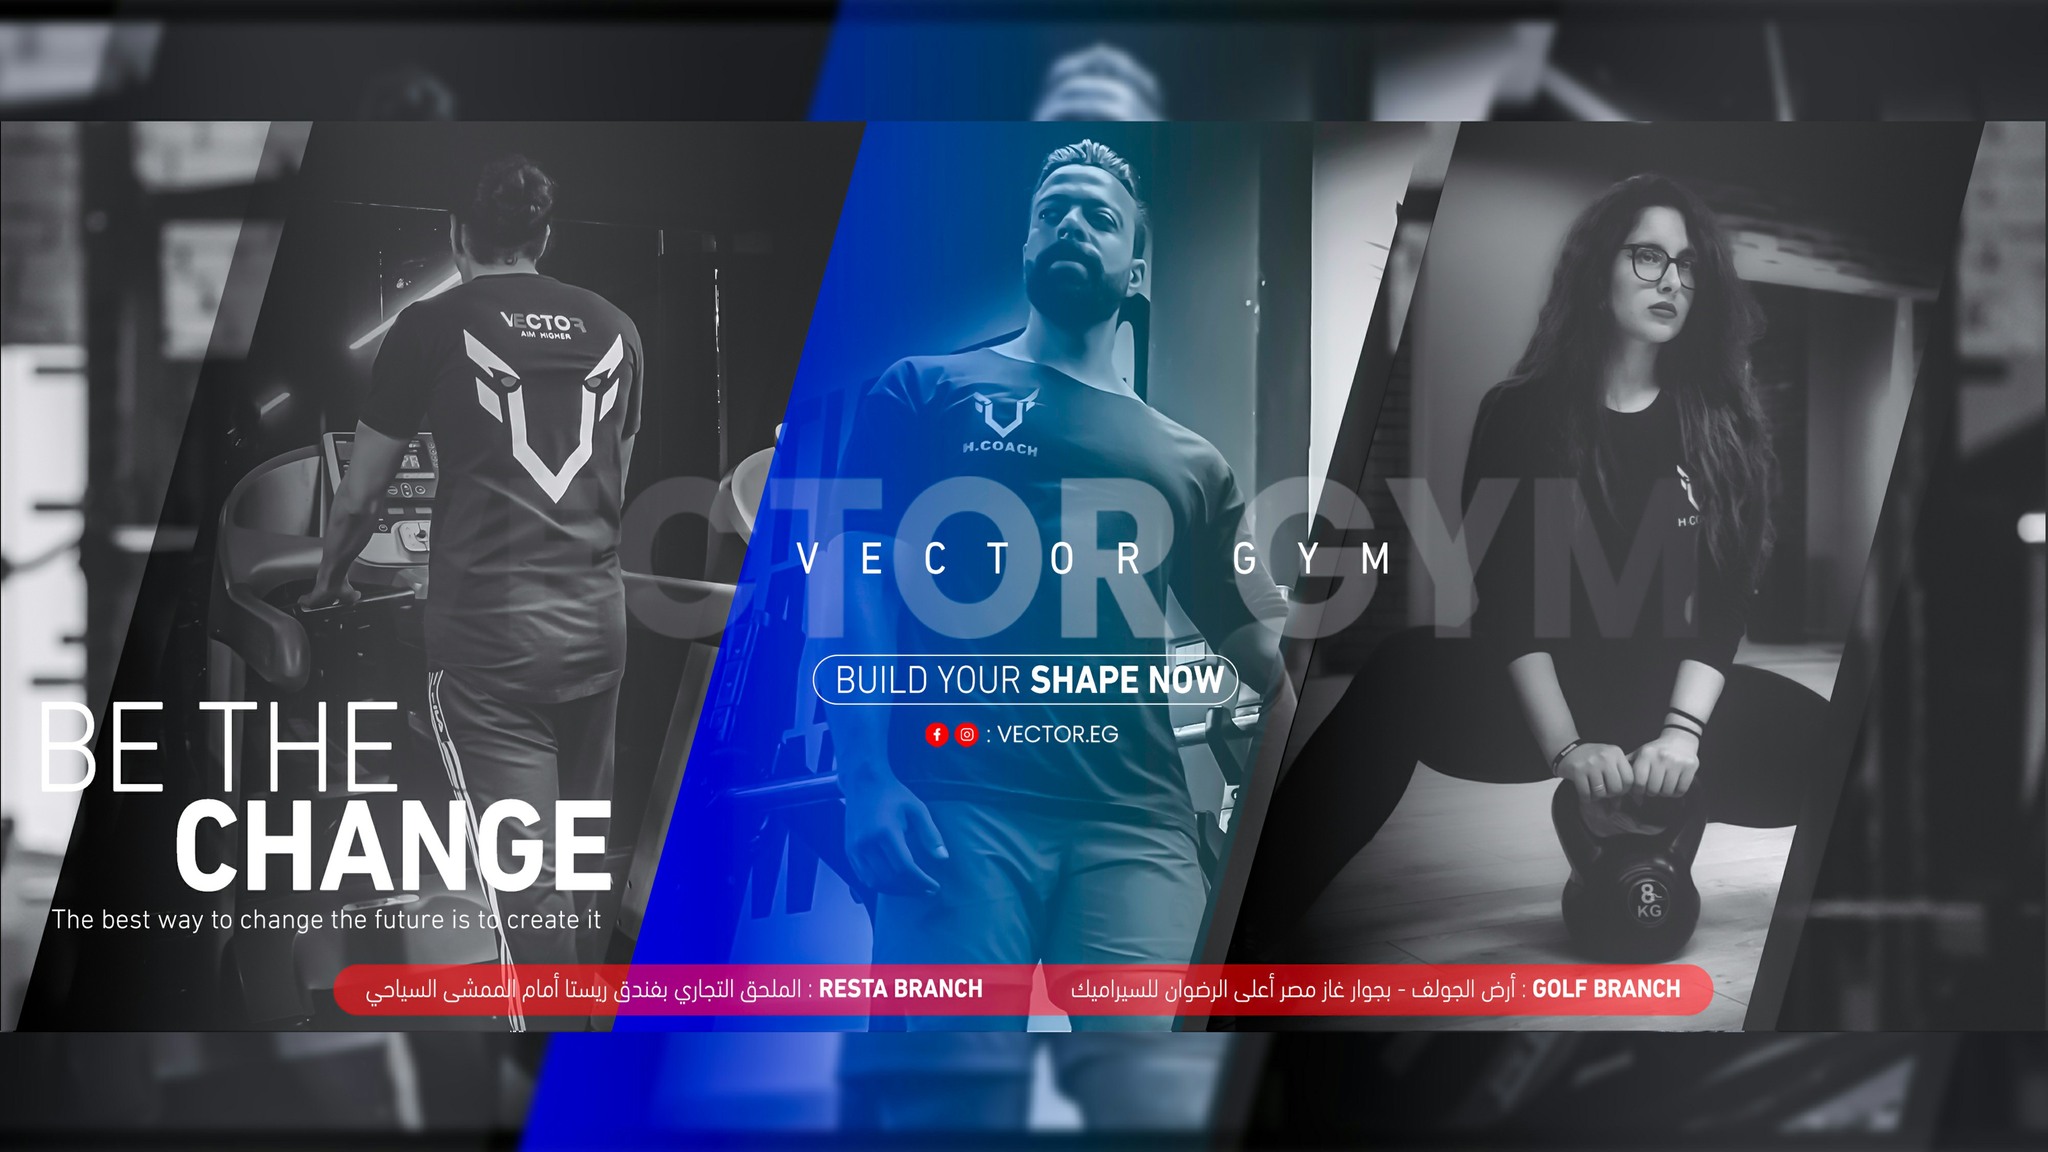 VECTOR
AIM HIGHER
H.COACH
VECTOR GYM
BUILD YOUR SHAPE NOW
: VECTOR.EG
BE THE
CHANGE
The best way to change the future is to create it
8
KG
RESTA BRANCH : الملحق التجاري بفندق ريستا أمام الممشى السياحي
GOLF BRANCH : أرض الجولف - بجوار غاز مصر أعلى الرضوان للسيراميك